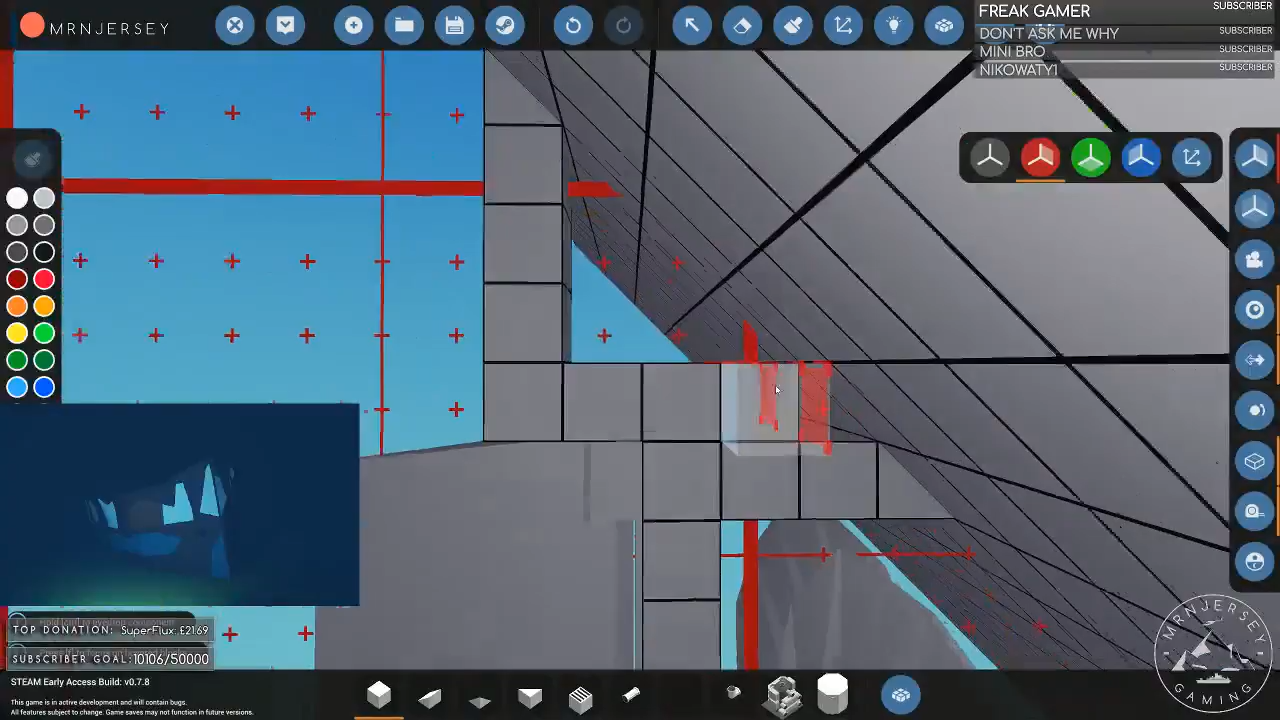 MRNJERSEY
FREAK GAMER SUBSCRIBER
DON'T ASK ME WHY SUBSCRIBER
MINI BRO SUBSCRIBER
NIKOWATY1 SUBSCRIBER
TOP DONATION: SuperFlux: £21.69
SUBSCRIBER GOAL: 10106/50000
STEAM Early Access Build: v0.7.8
This game is in active development and will contain bugs.
All features subject to change. Game saves may not function in future versions.
MRNJERSEY
GAMING